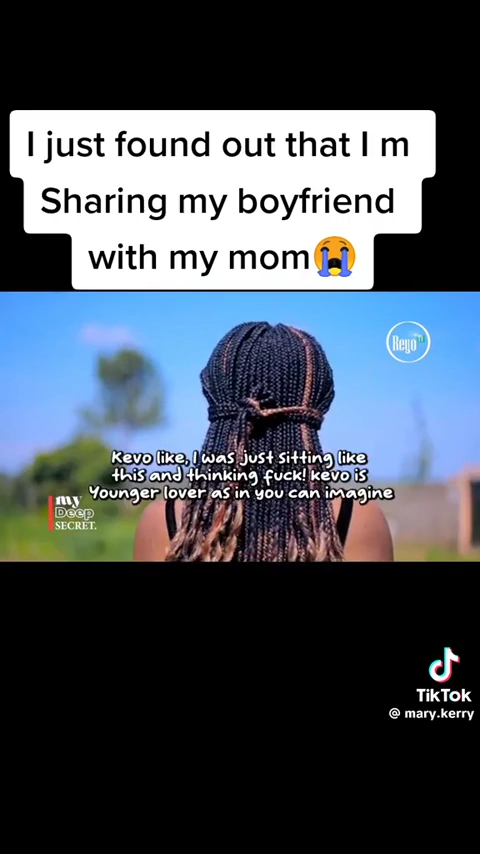 I just found out that I m
Sharing my boyfriend
with my mom😭
Reyo
Kevo like, I was just sitting like
this and thinking fuck! kevo is
Younger lover as in you can imagine
my
Deep
SECRET.
TikTok
@ mary.kerry